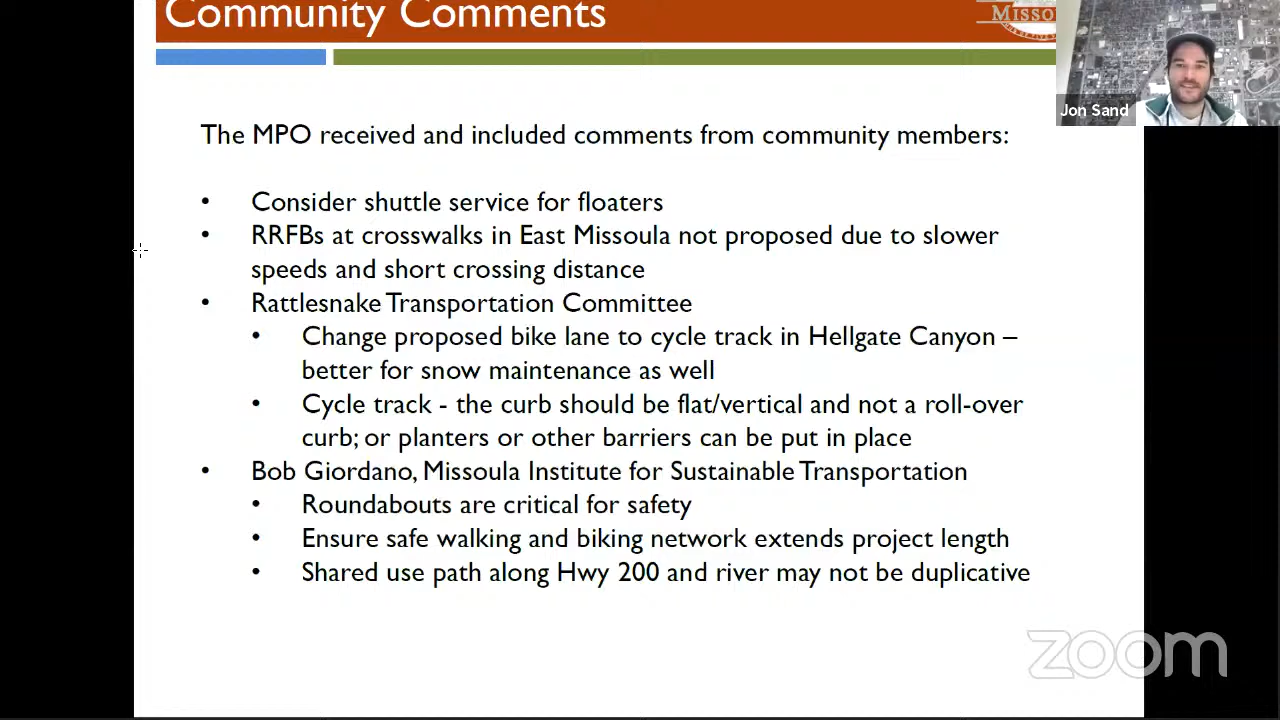 Community Comments
Jon Sand
The MPO received and included comments from community members:
• Consider shuttle service for floaters
• RRFBs at crosswalks in East Missoula not proposed due to slower
speeds and short crossing distance
• Rattlesnake Transportation Committee
• Change proposed bike lane to cycle track in Hellgate Canyon –
better for snow maintenance as well
• Cycle track - the curb should be flat/vertical and not a roll-over
curb; or planters or other barriers can be put in place
• Bob Giordano, Missoula Institute for Sustainable Transportation
• Roundabouts are critical for safety
• Ensure safe walking and biking network extends project length
• Shared use path along Hwy 200 and river may not be duplicative
zoom